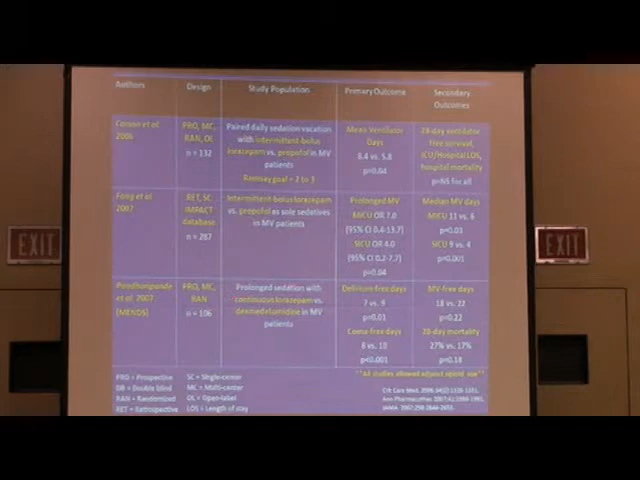 Authors
Design
Study Population
Primary Outcome
Secondary
Outcomes
Carson et al.
2006
PRO, MC,
RAN, OL
n = 132
Paired daily sedation vacation
with intermittent-bolus
lorazepam vs. propofol in MV
patients
Ramsay goal = 2 to 3
Mean Ventilator
Days
8.4 vs. 5.8
p=0.04
28-day ventilator
free survival,
ICU/Hospital LOS,
hospital mortality
p=NS for all
Fong et al.
2007
RET, SC
IMPACT
database
n = 287
Intermittent-bolus lorazepam
vs. propofol as sole sedatives
in MV patients
Prolonged MV
MICU OR 7.0
(95% CI 0.4-13.7)
SICU OR 4.0
(95% CI 0.2-7.7)
p=0.04
Median MV days
MICU 11 vs. 6
p=0.03
SICU 9 vs. 4
p=0.001
Pandharipande
et al. 2007
(MENDS)
PRO, MC,
RAN
n = 106
Prolonged sedation with
continuous lorazepam vs.
dexmedetomidine in MV
patients
Delirium-free days
7 vs. 9
p=0.01
Coma-free days
8 vs. 10
p<0.001
MV-free days
18 vs. 22
p=0.22
28-day mortality
27% vs. 17%
p=0.18
**All studies allowed adjunct opioid use**
PRO = Prospective
DB = Double blind
RAN = Randomized
RET = Retrospective
SC = Single-center
MC = Multi-center
OL = Open-label
LOS = Length of stay
Crit Care Med.
Ann Pharmacother.
JAMA.
EXIT
EXIT